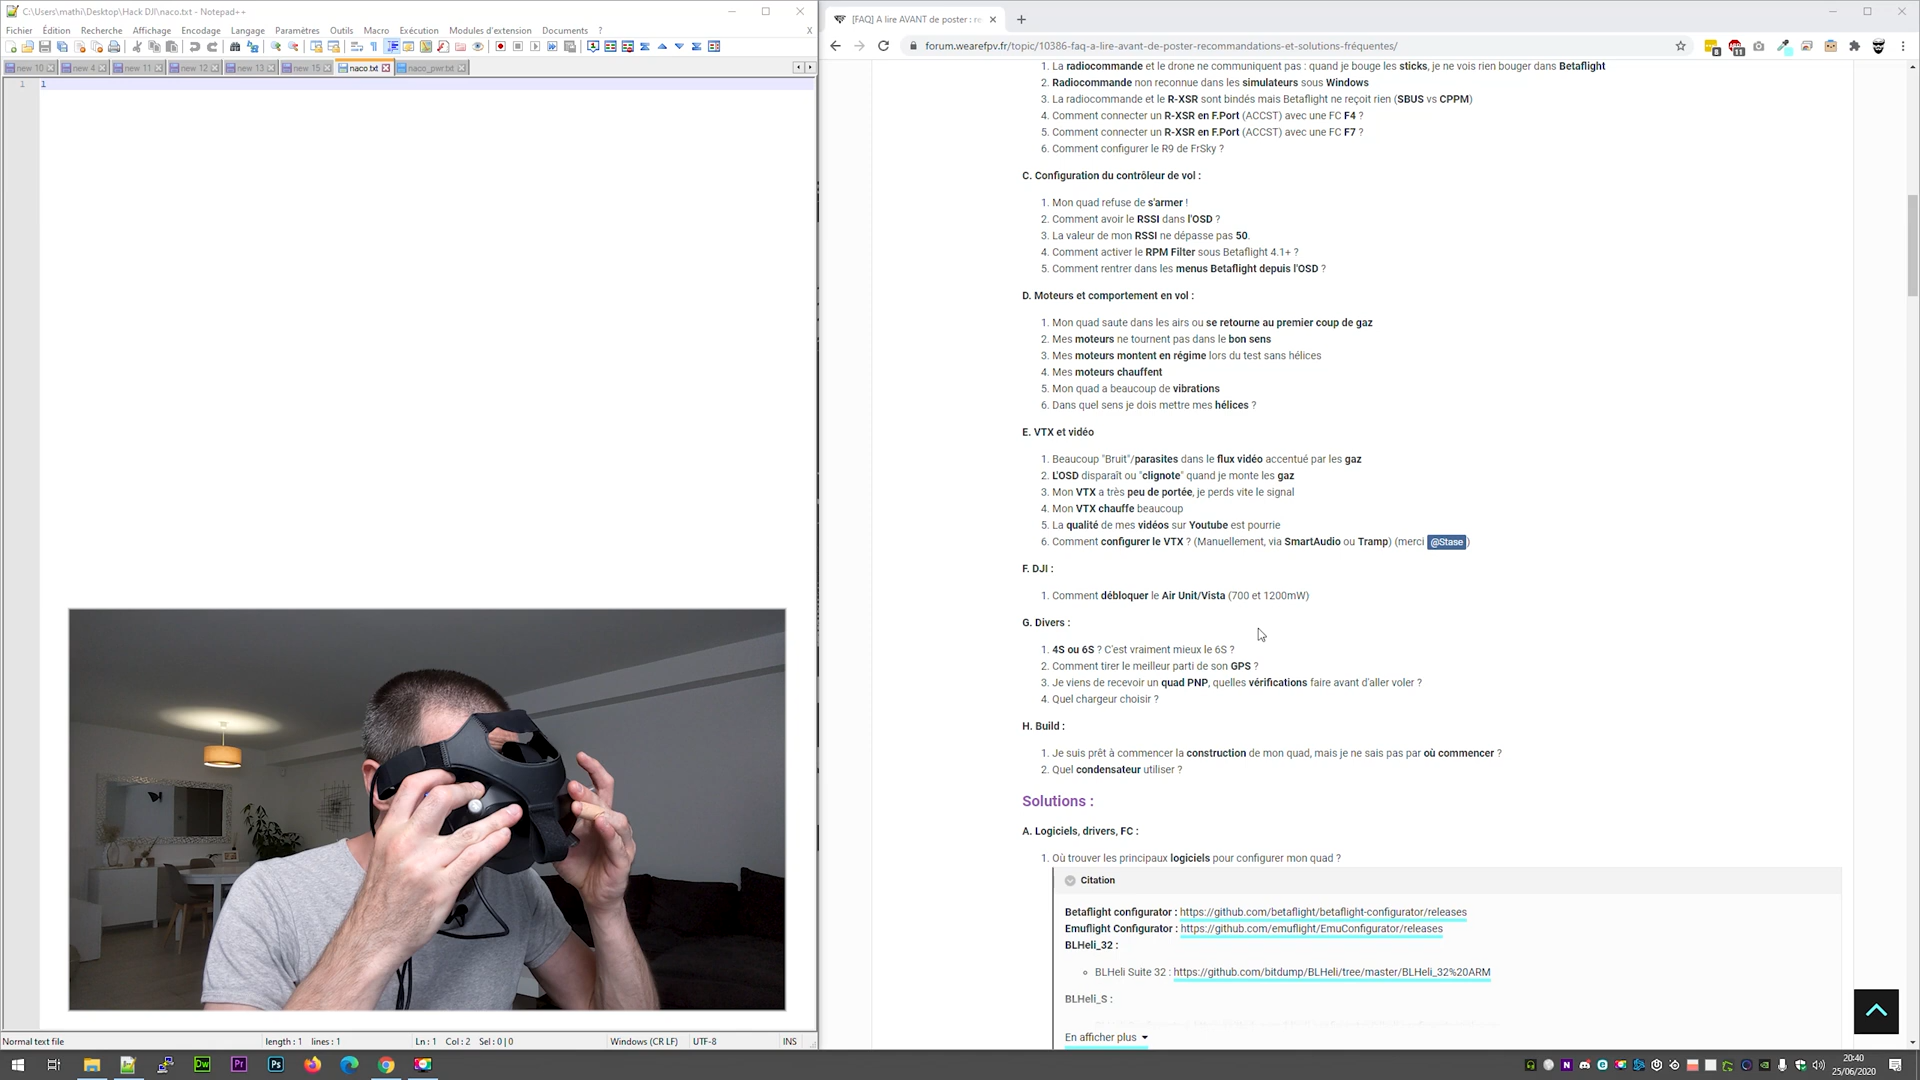 C:\Users\mathi\Desktop\Hack DJI\naco.txt - Notepad++
Fichier Édition Recherche Affichage Encodage Langage Paramètres Outils Macro Exécution Modules d'extension Documents ? X
new 10 new 4 new 11 new 12 new 13 new 15 naco.txt naco_pwr.txt
1 1
Normal text file length : 1 lines : 1 Ln : 1 Col : 2 Sel : 0 | 0 Windows (CR LF) UTF-8 INS
[FAQ] A lire AVANT de poster : re
forum.wearefpv.fr/topic/10386-faq-a-lire-avant-de-poster-recommandations-et-solutions-fréquentes/
1. La radiocommande et le drone ne communiquent pas : quand je bouge les sticks, je ne vois rien bouger dans Betaflight
2. Radiocommande non reconnue dans les simulateurs sous Windows
3. La radiocommande et le R-XSR sont bindés mais Betaflight ne reçoit rien (SBUS vs CPPM)
4. Comment connecter un R-XSR en F.Port (ACCST) avec une FC F4 ?
5. Comment connecter un R-XSR en F.Port (ACCST) avec une FC F7 ?
6. Comment configurer le R9 de FrSky ?
C. Configuration du contrôleur de vol :
1. Mon quad refuse de s'armer !
2. Comment avoir le RSSI dans l'OSD ?
3. La valeur de mon RSSI ne dépasse pas 50.
4. Comment activer le RPM Filter sous Betaflight 4.1+ ?
5. Comment rentrer dans les menus Betaflight depuis l'OSD ?
D. Moteurs et comportement en vol :
1. Mon quad saute dans les airs ou se retourne au premier coup de gaz
2. Mes moteurs ne tournent pas dans le bon sens
3. Mes moteurs montent en régime lors du test sans hélices
4. Mes moteurs chauffent
5. Mon quad a beaucoup de vibrations
6. Dans quel sens je dois mettre mes hélices ?
E. VTX et vidéo
1. Beaucoup "Bruit"/parasites dans le flux vidéo accentué par les gaz
2. L'OSD disparaît ou "clignote" quand je monte les gaz
3. Mon VTX a très peu de portée, je perds vite le signal
4. Mon VTX chauffe beaucoup
5. La qualité de mes vidéos sur Youtube est pourrie
6. Comment configurer le VTX ? (Manuellement, via SmartAudio ou Tramp) (merci @Stase)
F. DJI :
1. Comment débloquer le Air Unit/Vista (700 et 1200mW)
G. Divers :
1. 4S ou 6S ? C'est vraiment mieux le 6S ?
2. Comment tirer le meilleur parti de son GPS ?
3. Je viens de recevoir un quad PNP, quelles vérifications faire avant d'aller voler ?
4. Quel chargeur choisir ?
H. Build :
1. Je suis prêt à commencer la construction de mon quad, mais je ne sais pas par où commencer ?
2. Quel condensateur utiliser ?
Solutions :
A. Logiciels, drivers, FC :
1. Où trouver les principaux logiciels pour configurer mon quad ?
Citation
Betaflight configurator : https://github.com/betaflight/betaflight-configurator/releases
Emuflight Configurator : https://github.com/emuflight/EmuConfigurator/releases
BLHeli_32 :
BLHeli Suite 32 : https://github.com/bitdump/BLHeli/tree/master/BLHeli_32%20ARM
BLHeli_S :
En afficher plus
Dw Pr Ps
20:40
25/06/2020